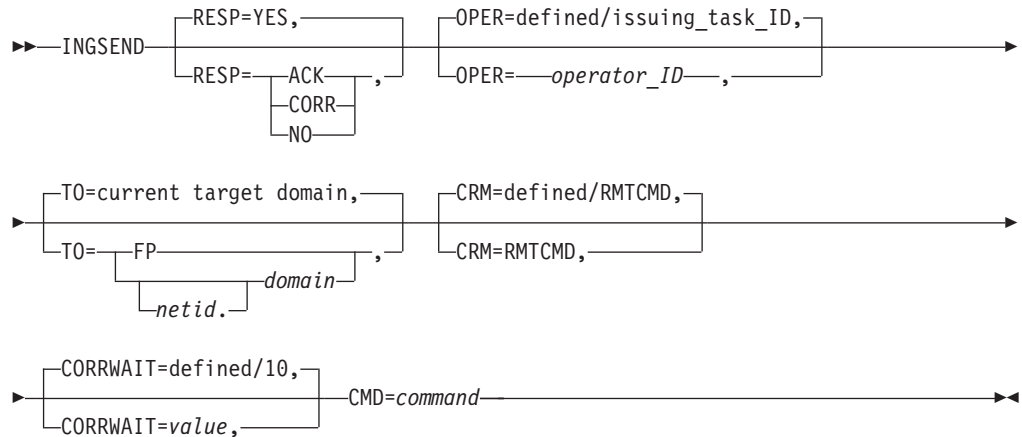 RESP=YES, OPER=defined/issuing_task_ID,
INGSEND
RESP= ACK , OPER= operator_ID ,
CORR
NO
TO=current target domain, CRM=defined/RMTCMD,
TO= FP , CRM=RMTCMD,
domain
netid.
CORRWAIT=defined/10,
CMD=command
CORRWAIT=value,